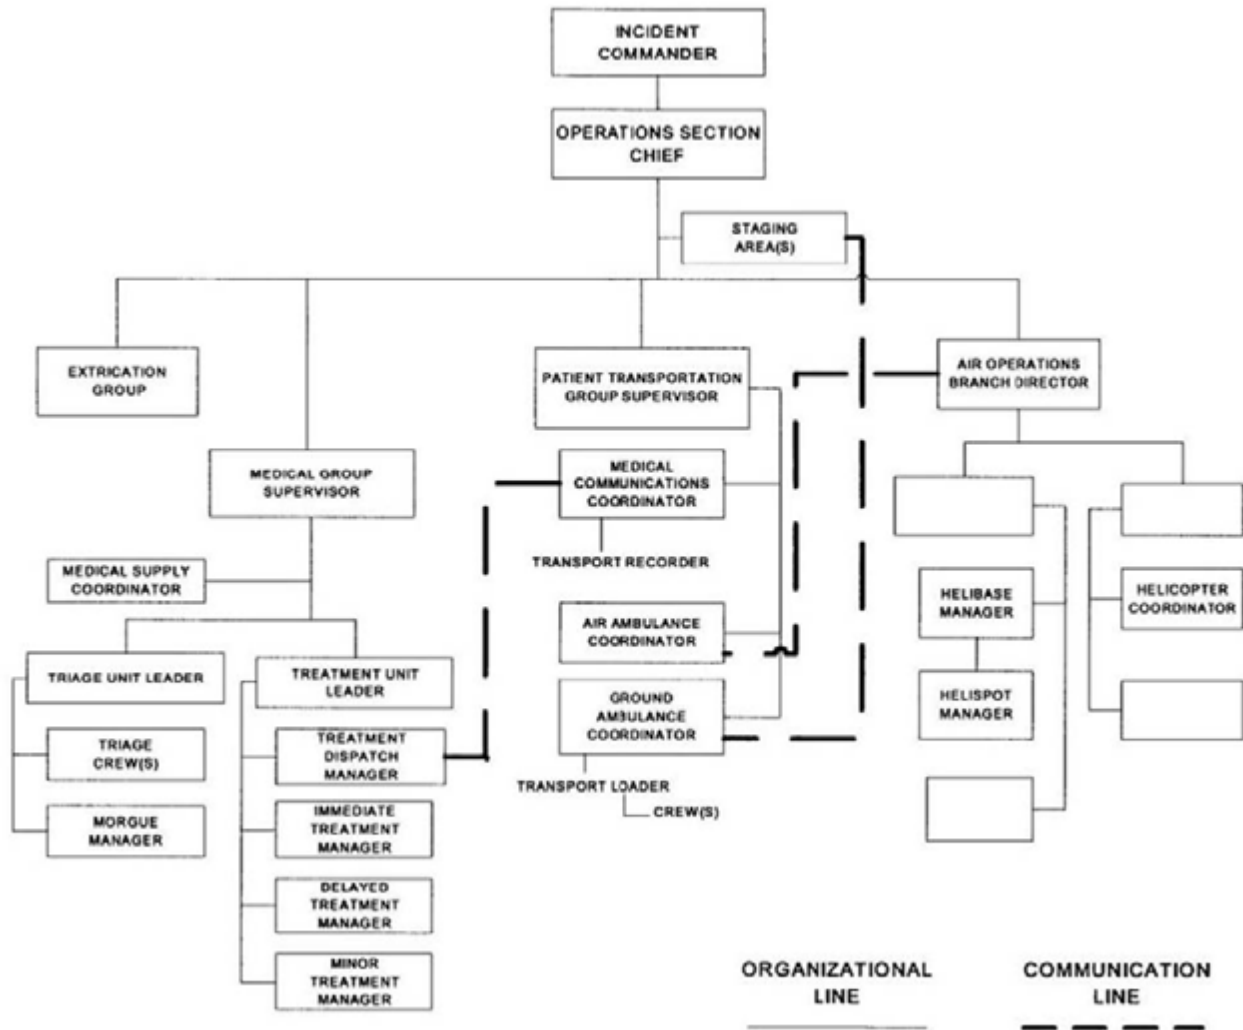 INCIDENT
COMMANDER
OPERATIONS SECTION
CHIEF
STAGING
AREA(S)
EXTRICATION
GROUP
PATIENT TRANSPORTATION
GROUP SUPERVISOR
AIR OPERATIONS
BRANCH DIRECTOR
MEDICAL GROUP
SUPERVISOR
MEDICAL
COMMUNICATIONS
COORDINATOR
TRANSPORT RECORDER
MEDICAL SUPPLY
COORDINATOR
AIR AMBULANCE
COORDINATOR
HELIBASE
MANAGER
HELICOPTER
COORDINATOR
TRIAGE UNIT LEADER
TREATMENT UNIT
LEADER
GROUND
AMBULANCE
COORDINATOR
HELISPOT
MANAGER
TRIAGE
CREW(S)
TREATMENT
DISPATCH
MANAGER
TRANSPORT LOADER
CREW(S)
MORGUE
MANAGER
IMMEDIATE
TREATMENT
MANAGER
DELAYED
TREATMENT
MANAGER
MINOR
TREATMENT
MANAGER
ORGANIZATIONAL
LINE
COMMUNICATION
LINE